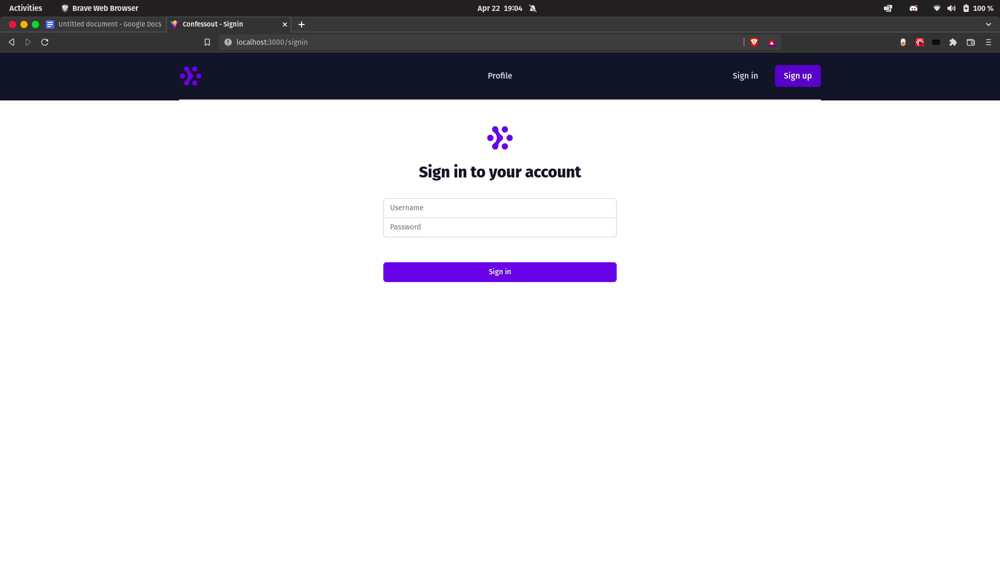 Activities Brave Web Browser Apr 22 19:04 100 %
Untitled document - Google Docs Confessout - Signin
localhost:3000/signin
Profile Sign in Sign up
Sign in to your account
Username
Password
Sign in